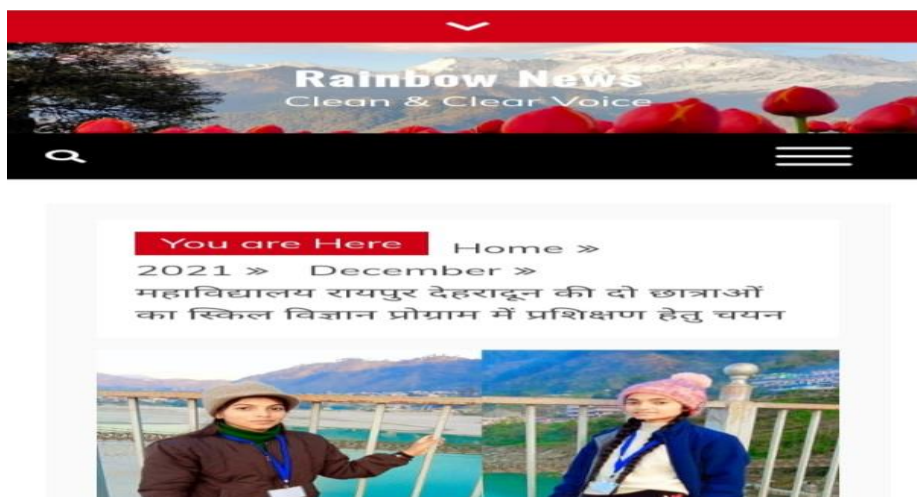 Rainbow News
Clean & Clear Voice
You are Here Home »
2021 » December »
महाविद्यालय रायपुर देहरादून की दो छात्राओं
का स्किल विज्ञान प्रोग्राम में प्रशिक्षण हेतु चयन